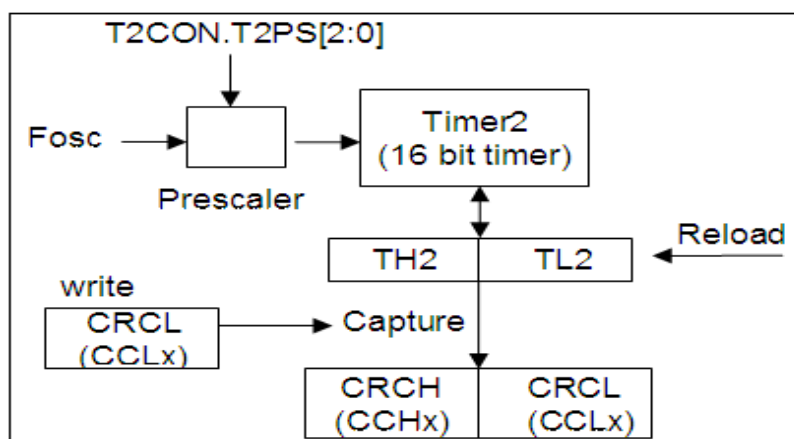 T2CON.T2PS[2:0]
Fosc
Prescaler
Timer2
(16 bit timer)
TH2
TL2
Reload
write
CRCL
(CCLx)
Capture
CRCH
(CCHx)
CRCL
(CCLx)